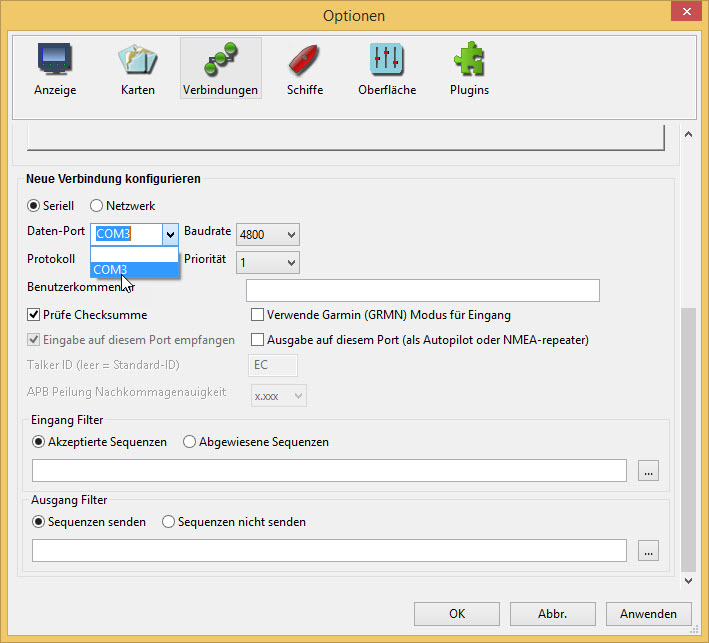 Optionen
Anzeige Karten Verbindungen Schiffe Oberfläche Plugins
Neue Verbindung konfigurieren
Seriell Netzwerk
Daten-Port COM3 Baudrate 4800
Protokoll Priorität 1
COM3
Benutzerkommentar
Prüfe Checksumme Verwende Garmin (GRMN) Modus für Eingang
Eingabe auf diesem Port empfangen Ausgabe auf diesem Port (als Autopilot oder NMEA-repeater)
Talker ID (leer = Standard-ID) EC
APB Peilung Nachkommagenauigkeit x.xxx
Eingang Filter
Akzeptierte Sequenzen Abgewiesene Sequenzen
...
Ausgang Filter
Sequenzen senden Sequenzen nicht senden
...
OK Abbr. Anwenden